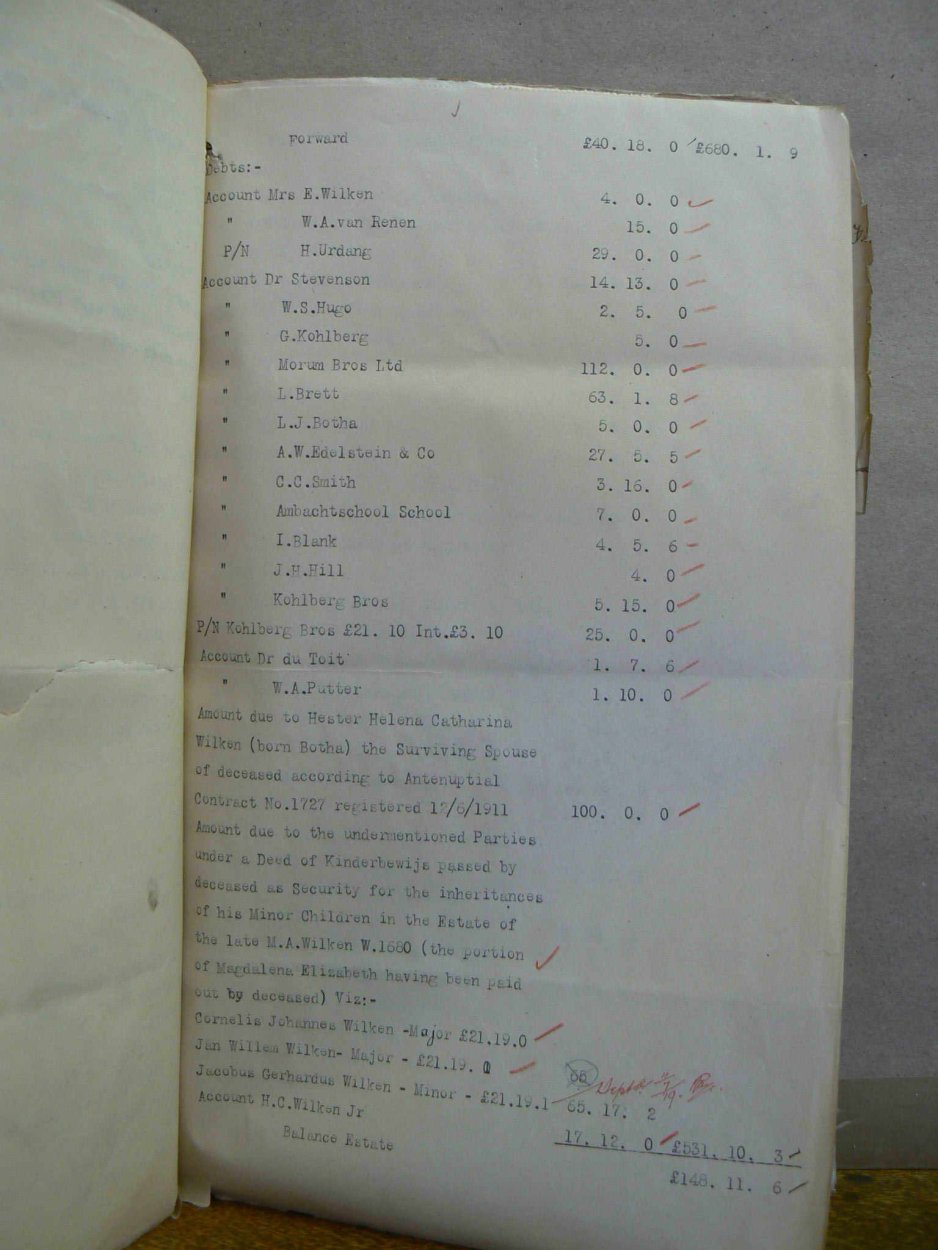 Forward £40. 18. 0 £680. 1. 9
Debts:-
Account Mrs E.Wilken 4. 0. 0
" W.A.van Renen 15. 0
P/N H.Urdang 29. 0. 0
Account Dr Stevenson 14. 13. 0
" W.S.Hugo 2. 5. 0
" G.Kohlberg 5. 0
" Morum Bros Ltd 112. 0. 0
" L.Brett 63. 1. 8
" L.J.Botha 5. 0. 0
" A.W.Edelstein & Co 27. 5. 5
" C.C.Smith 3. 16. 0
" Ambachtschool School 7. 0. 0
" I.Blank 4. 5. 6
" J.H.Hill 4. 0
" Kohlberg Bros 5. 15. 0
P/N Kohlberg Bros £21. 10 Int.£3. 10 25. 0. 0
Account Dr du Toit 1. 7. 6
" W.A.Putter 1. 10. 0
Amount due to Hester Helena Catharina
Wilken (born Botha) the Surviving Spouse
of deceased according to Antenuptial
Contract No.1727 registered 12/6/1911 100. 0. 0
Amount due to the undermentioned Parties
under a Deed of Kinderbewijs passed by
deceased as Security for the inheritances
of his Minor Children in the Estate of
the late M.A.Wilken W.1680 (the portion
of Magdalena Elizabeth having been paid
out by deceased) Viz:-
Cornelis Johannes Wilken -Major £21.19.0
Jan Willem Wilken- Major - £21.19.
Jacobus Gerhardus Wilken - Minor - £21.19.1 65. 17. 2
Account H.C.Wilken Jr 17. 12. 0 £531. 10. 3
Balance Estate £148. 11. 6